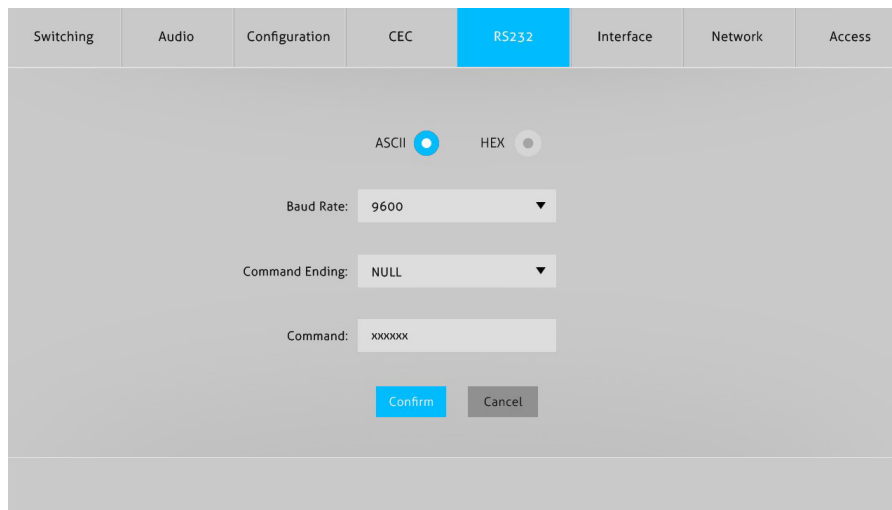 Switching Audio Configuration CEC RS232 Interface Network Access
ASCII HEX
Baud Rate: 9600
Command Ending: NULL
Command: xxxxxx
Confirm Cancel